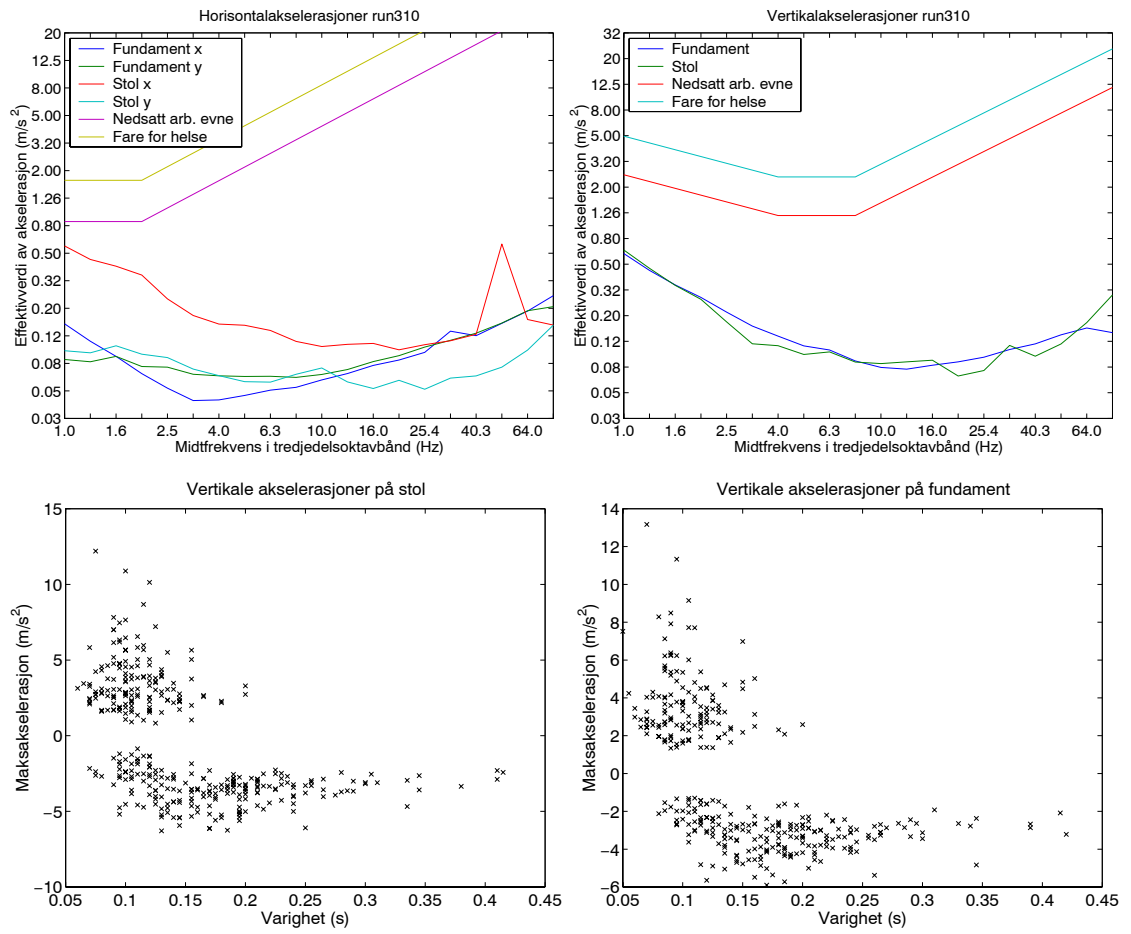 Horisontalakselerasjoner run310
Fundament x
Fundament y
Stol x
Stol y
Nedsatt arb. evne
Fare for helse
20
12.5
8.00
5.00
3.20
2.00
1.26
0.80
0.50
0.32
0.20
0.12
0.08
0.05
0.03
Effektivverdi av akselerasjon (m/s²)
1.0 1.6 2.5 4.0 6.3 10.0 16.0 25.4 40.3 64.0
Midtfrekvens i tredjedelsoktavbånd (Hz)
Vertikalakselerasjoner run310
Fundament
Stol
Nedsatt arb. evne
Fare for helse
32
20
12.5
8.00
5.00
3.20
2.00
1.26
0.80
0.50
0.32
0.20
0.12
0.08
0.05
0.03
Effektivverdi av akselerasjon (m/s²)
1.0 1.6 2.5 4.0 6.3 10.0 16.0 25.4 40.3 64.0
Midtfrekvens i tredjedelsoktavbånd (Hz)
Vertikale akselerasjoner på stol
15
10
5
0
−5
−10
Maksakselerasjon (m/s²)
0.05 0.1 0.15 0.2 0.25 0.3 0.35 0.4 0.45
Varighet (s)
Vertikale akselerasjoner på fundament
14
12
10
8
6
4
2
0
−2
−4
−6
Maksakselerasjon (m/s²)
0.05 0.1 0.15 0.2 0.25 0.3 0.35 0.4 0.45
Varighet (s)